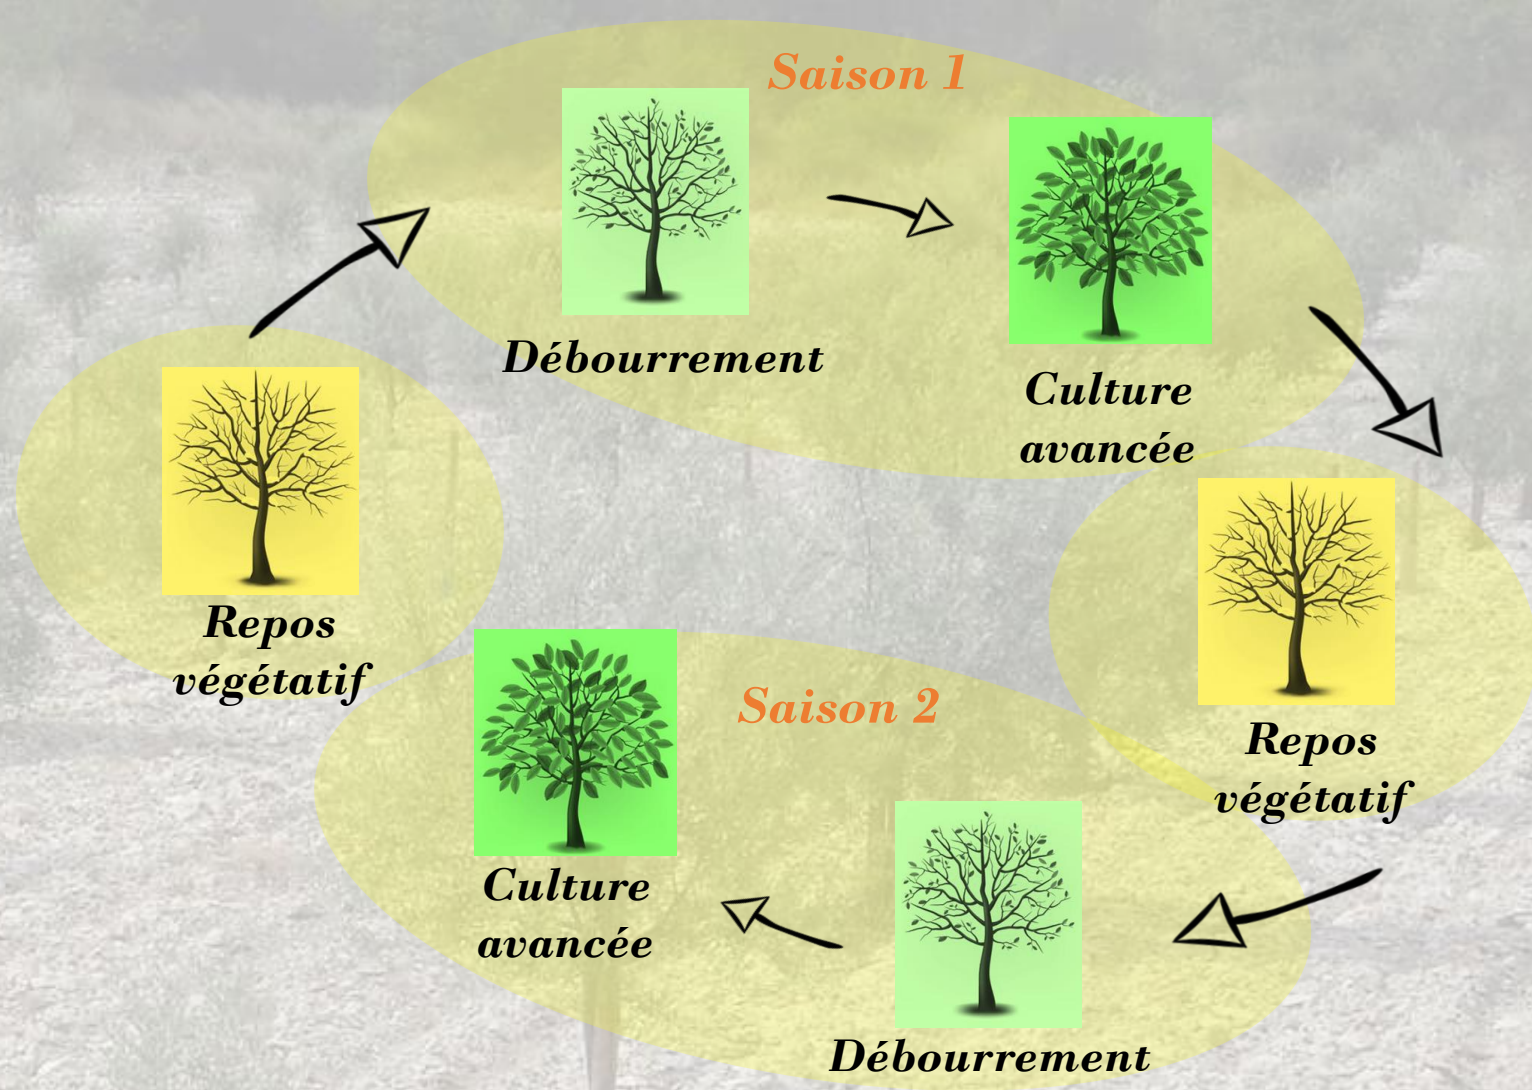 Saison 1
Débourrement
Culture
avancée
Repos
végétatif
Repos
végétatif
Saison 2
Culture
avancée
Débourrement